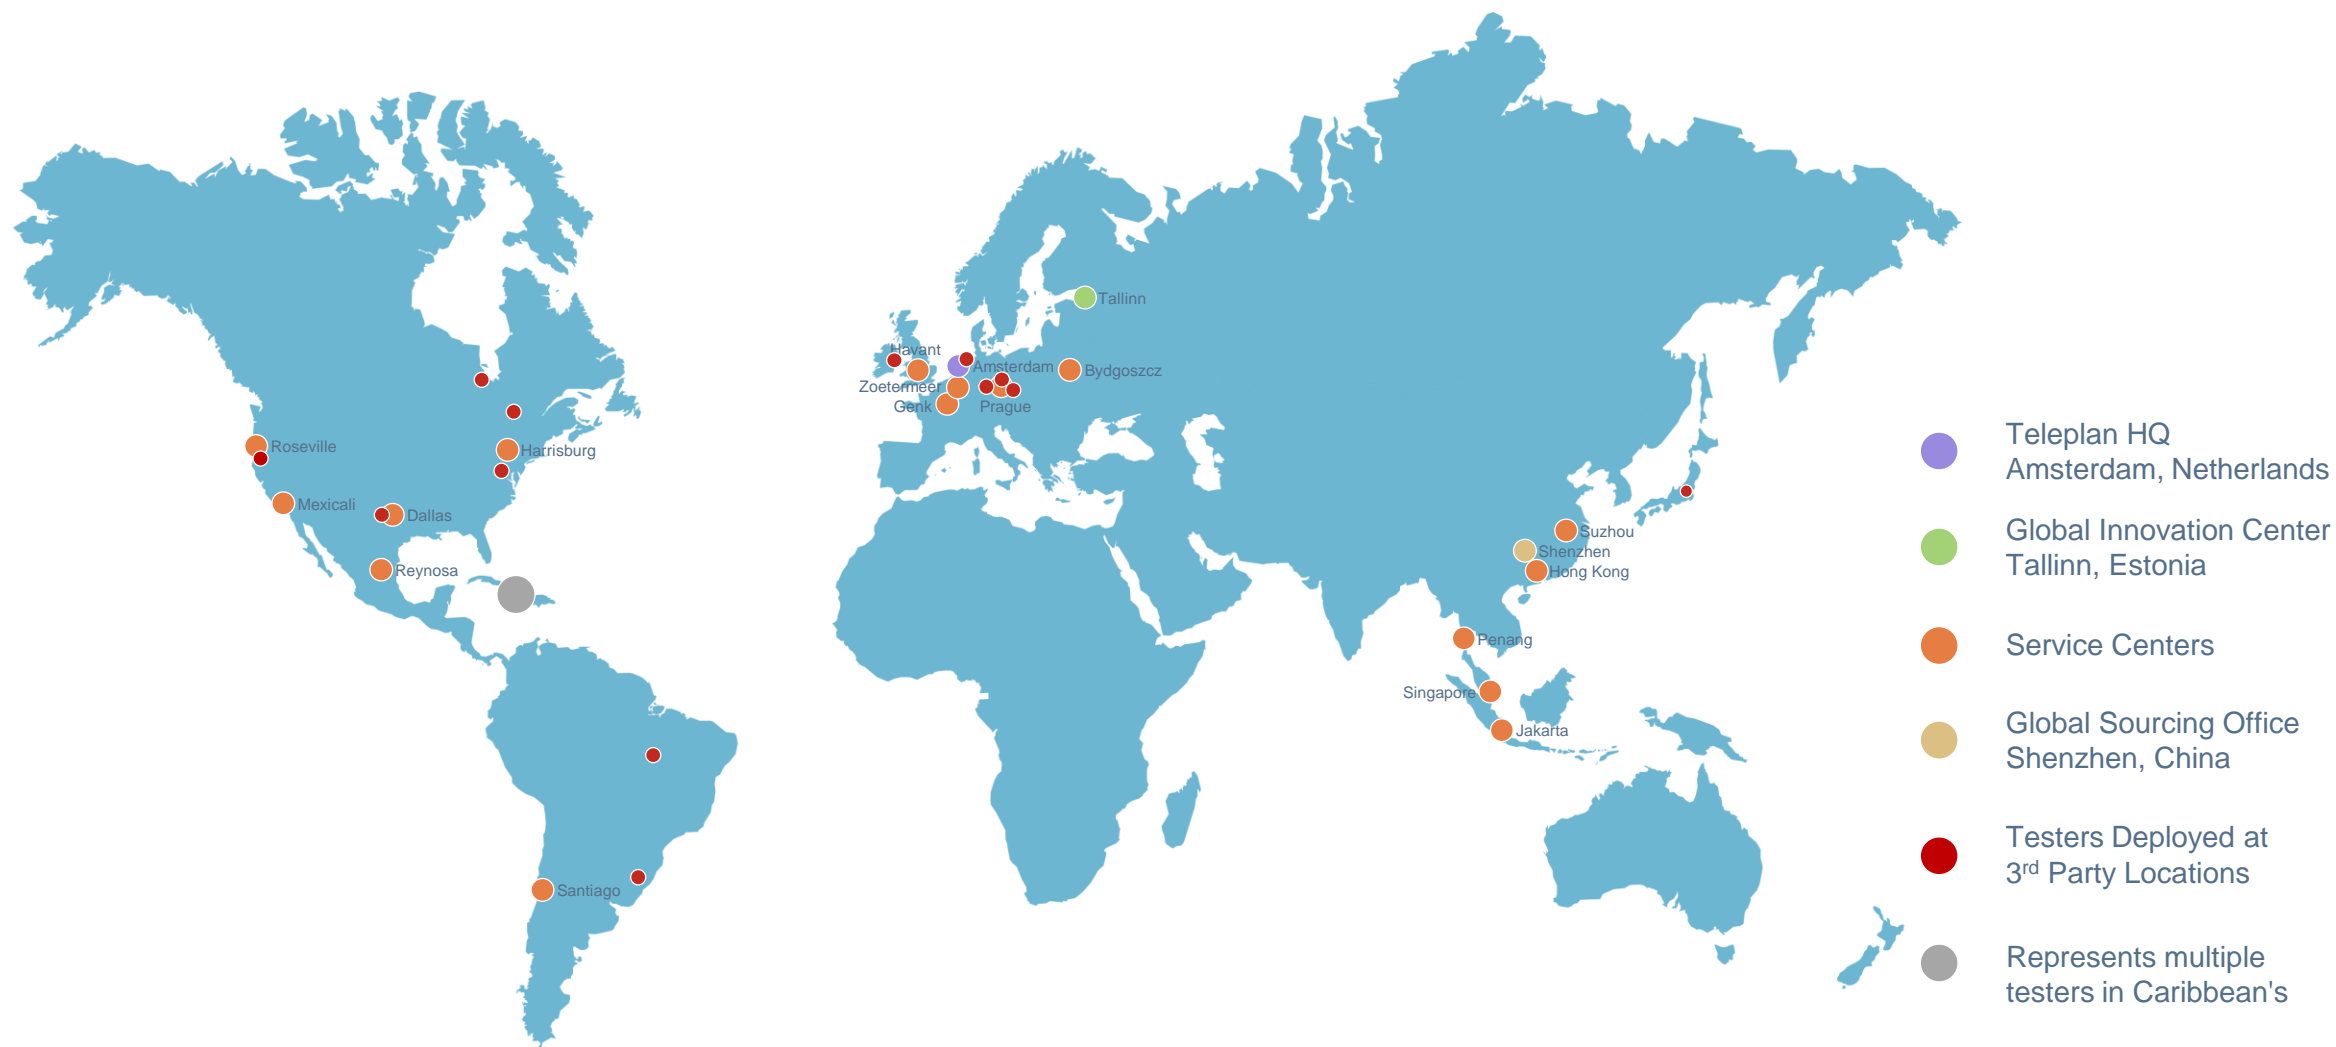 Tallinn
Havant
Amsterdam
Bydgoszcz
Zoetermeer
Genk
Prague
Roseville
Harrisburg
Mexicali
Dallas
Reynosa
Suzhou
Shenzhen
Hong Kong
Penang
Singapore
Jakarta
Santiago
Teleplan HQ
Amsterdam, Netherlands
Global Innovation Center
Tallinn, Estonia
Service Centers
Global Sourcing Office
Shenzhen, China
Testers Deployed at
3rd Party Locations
Represents multiple
testers in Caribbean's